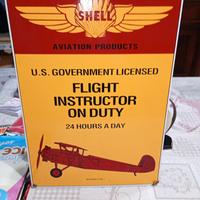 SHELL
AVIATION PRODUCTS
U.S. GOVERNMENT LICENSED
FLIGHT
INSTRUCTOR
ON DUTY
24 HOURS A DAY